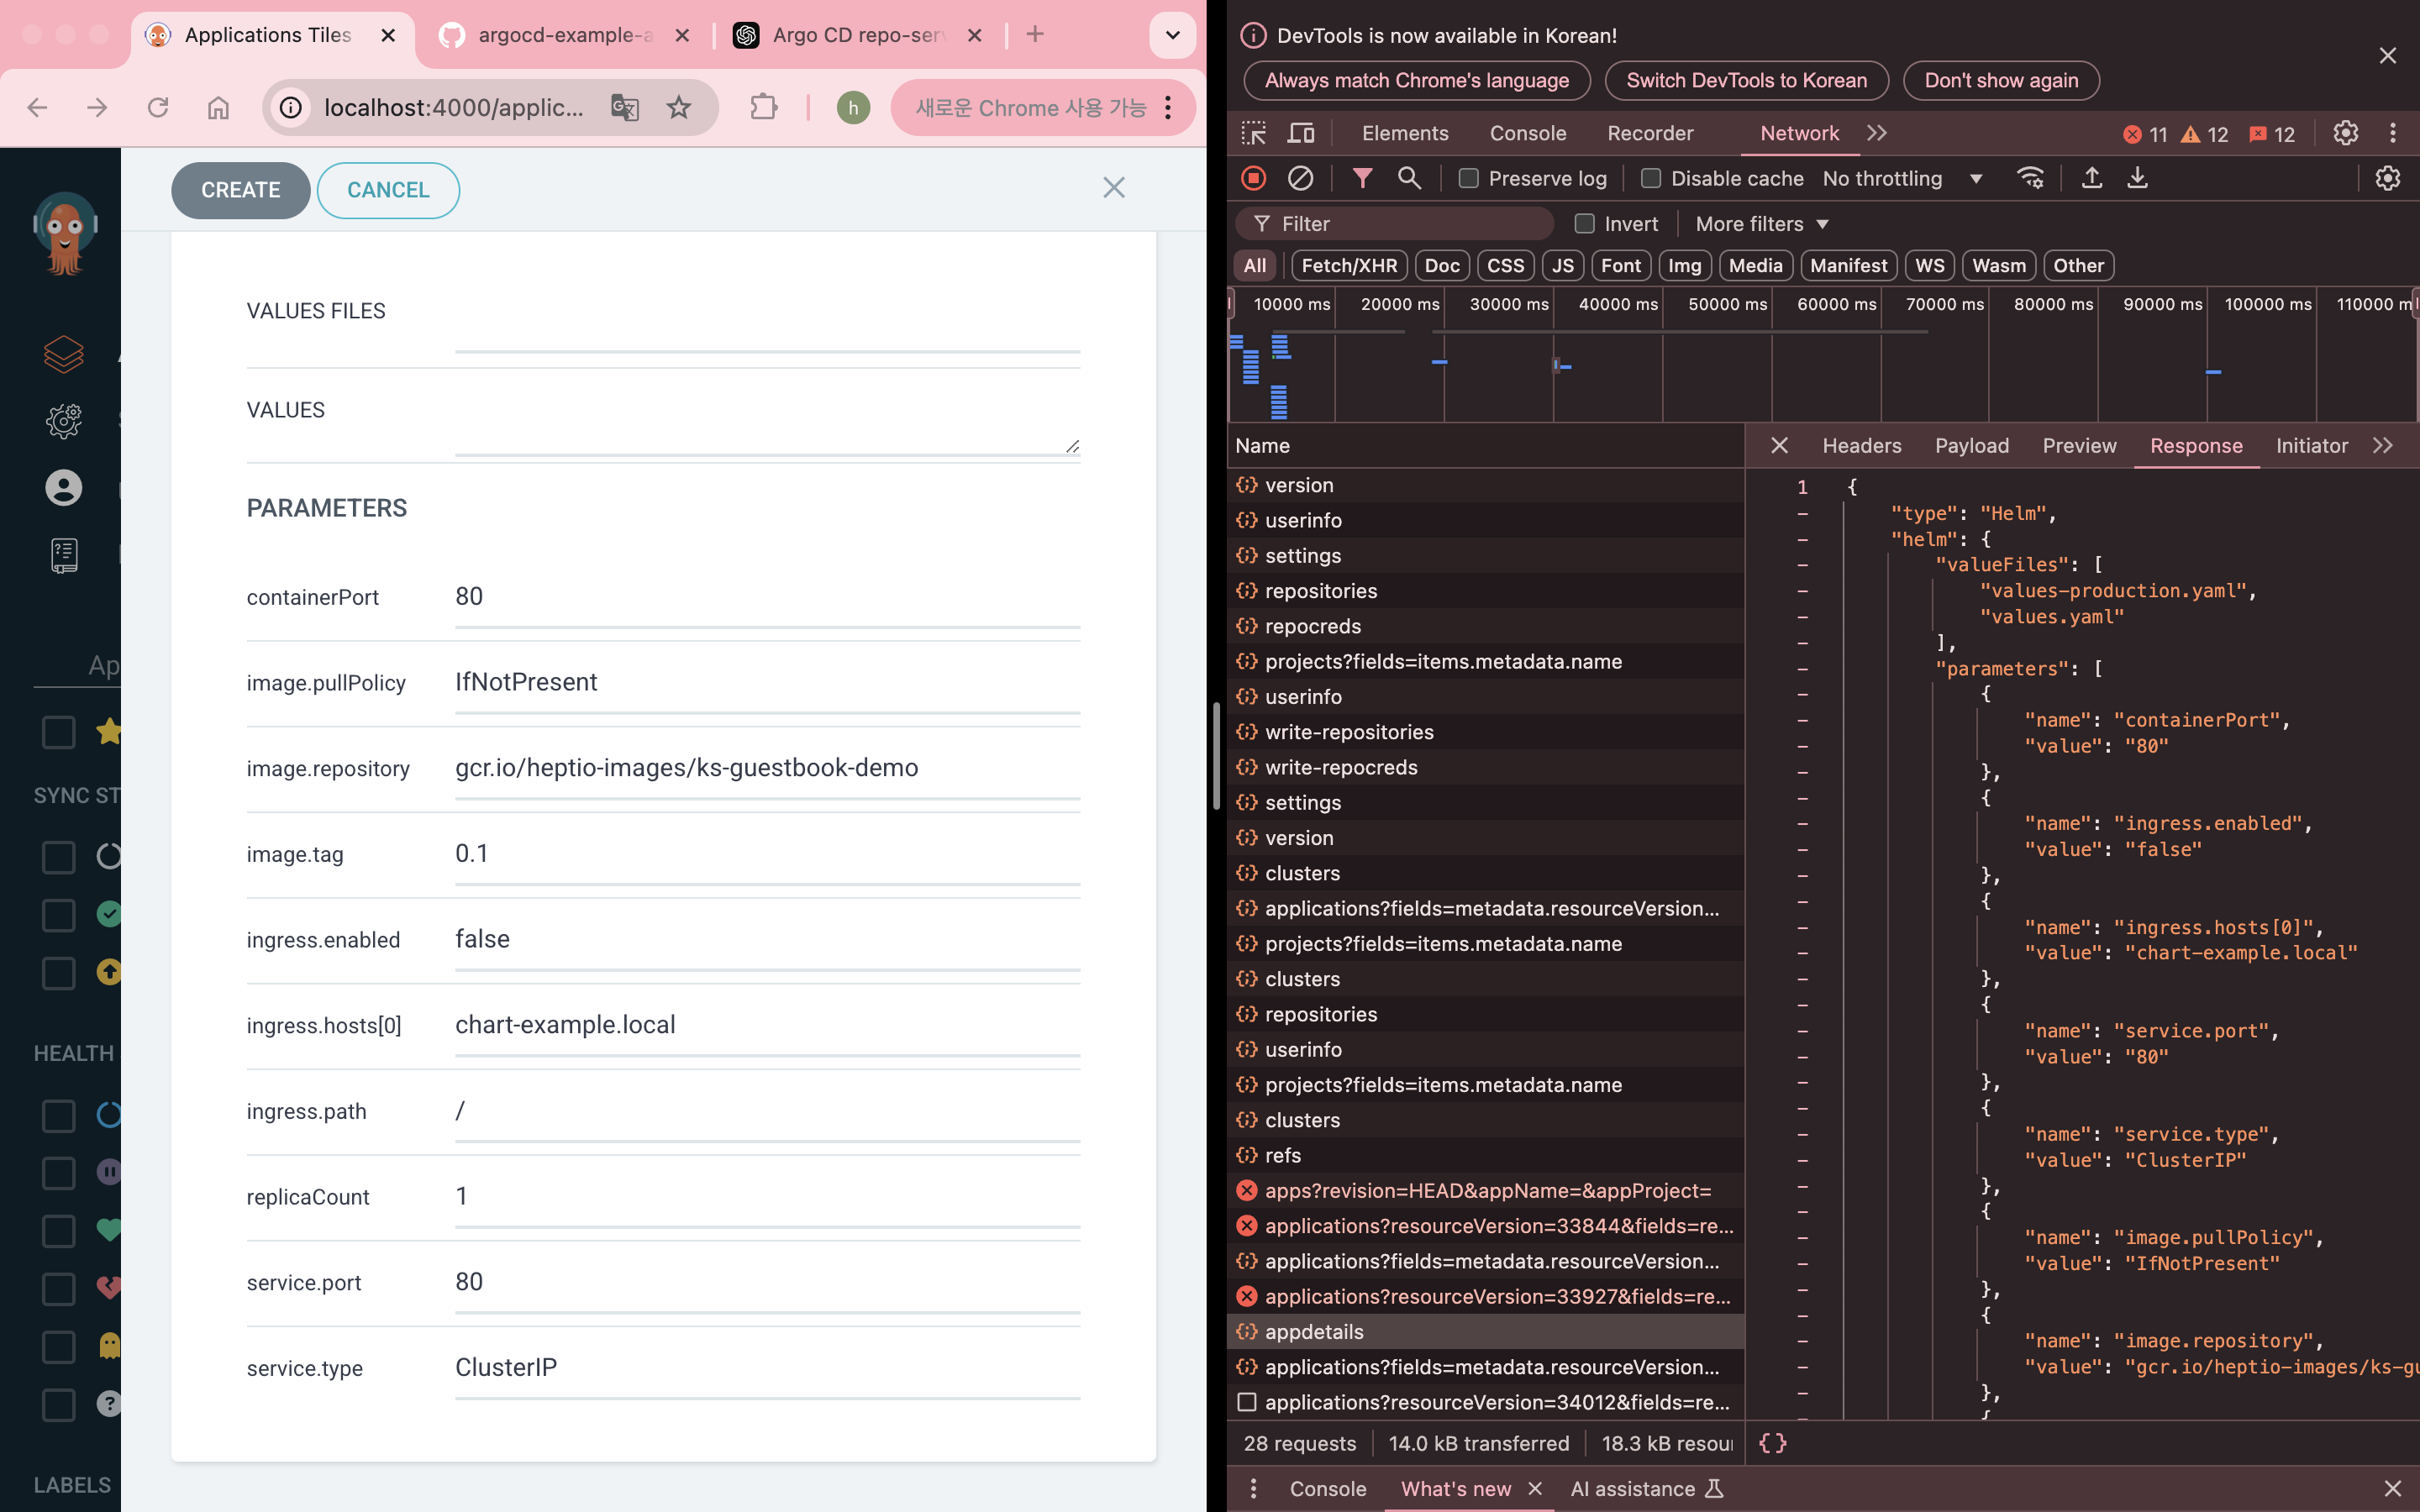 Applications Tiles
argocd-example-a
Argo CD repo-ser
localhost:4000/applic...
h
새로운 Chrome 사용 가능
CREATE
CANCEL
Ap
SYNC ST
HEALTH
LABELS
VALUES FILES
VALUES
PARAMETERS
containerPort 80
image.pullPolicy IfNotPresent
image.repository gcr.io/heptio-images/ks-guestbook-demo
image.tag 0.1
ingress.enabled false
ingress.hosts[0] chart-example.local
ingress.path /
replicaCount 1
service.port 80
service.type ClusterIP
DevTools is now available in Korean!
Always match Chrome's language
Switch DevTools to Korean
Don't show again
Elements Console Recorder Network 11 12 12
Preserve log Disable cache No throttling
Filter Invert More filters
All Fetch/XHR Doc CSS JS Font Img Media Manifest WS Wasm Other
10000 ms 20000 ms 30000 ms 40000 ms 50000 ms 60000 ms 70000 ms 80000 ms 90000 ms 100000 ms 110000 m
Name
version
userinfo
settings
repositories
repocreds
projects?fields=items.metadata.name
userinfo
write-repositories
write-repocreds
settings
version
clusters
applications?fields=metadata.resourceVersion...
projects?fields=items.metadata.name
clusters
repositories
userinfo
projects?fields=items.metadata.name
clusters
refs
apps?revision=HEAD&appName=&appProject=
applications?resourceVersion=33844&fields=re...
applications?fields=metadata.resourceVersion...
applications?resourceVersion=33927&fields=re...
appdetails
applications?fields=metadata.resourceVersion...
applications?resourceVersion=34012&fields=re...
28 requests 14.0 kB transferred 18.3 kB resou
Headers Payload Preview Response Initiator
1 {
"type": "Helm",
"helm": {
"valueFiles": [
"values-production.yaml",
"values.yaml"
],
"parameters": [
{
"name": "containerPort",
"value": "80"
},
{
"name": "ingress.enabled",
"value": "false"
},
{
"name": "ingress.hosts[0]",
"value": "chart-example.local"
},
{
"name": "service.port",
"value": "80"
},
{
"name": "service.type",
"value": "ClusterIP"
},
{
"name": "image.pullPolicy",
"value": "IfNotPresent"
},
{
"name": "image.repository",
"value": "gcr.io/heptio-images/ks-gu
},
{
{}
Console What's new AI assistance